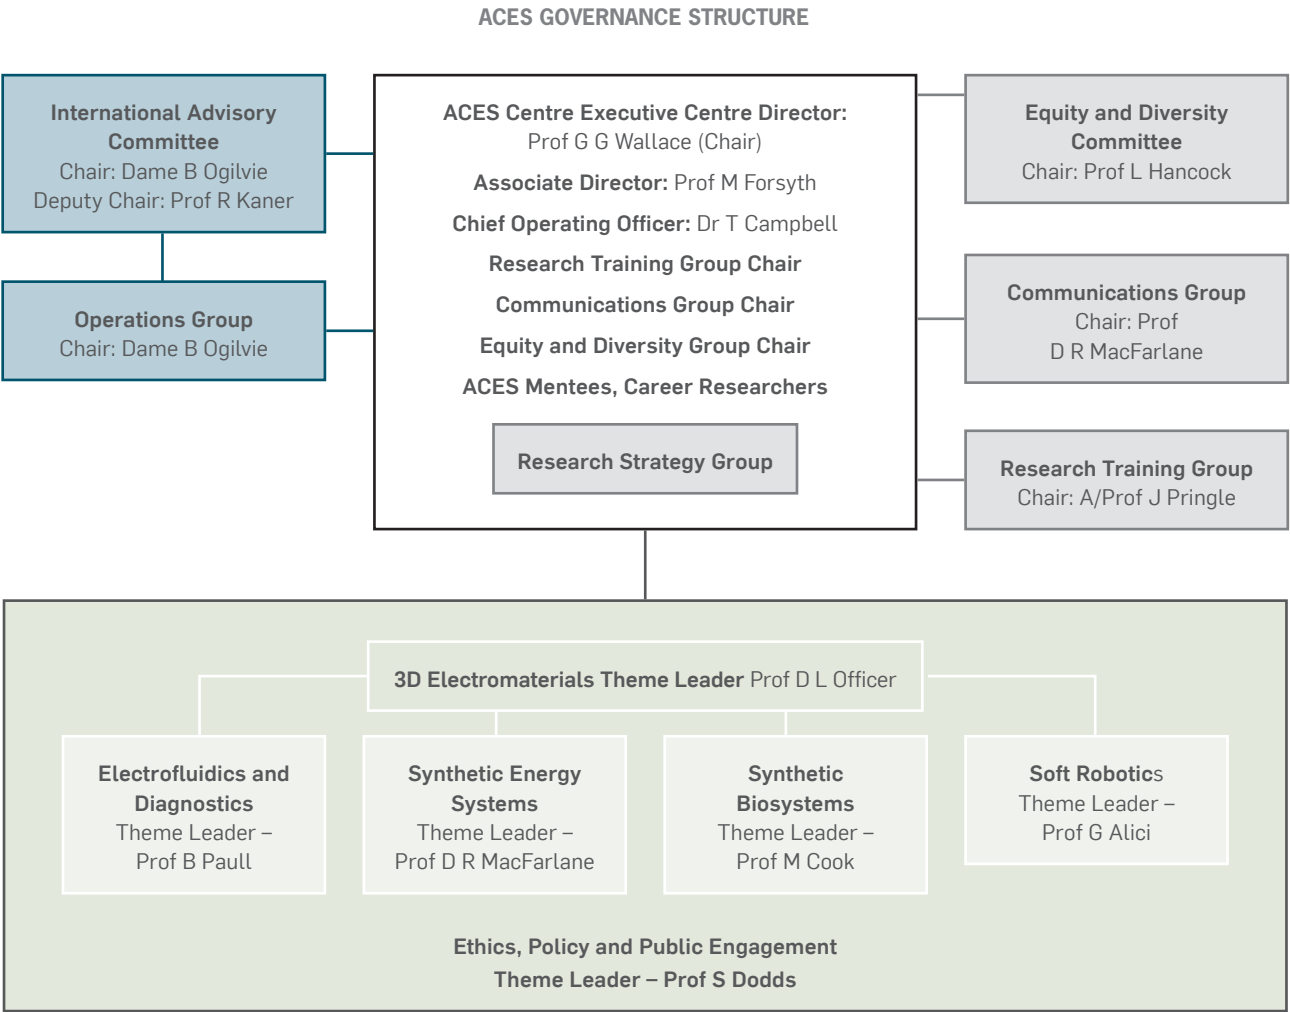 ACES GOVERNANCE STRUCTURE
International Advisory
Committee
Chair: Dame B Ogilvie
Deputy Chair: Prof R Kaner
Operations Group
Chair: Dame B Ogilvie
ACES Centre Executive Centre Director:
Prof G G Wallace (Chair)
Associate Director: Prof M Forsyth
Chief Operating Officer: Dr T Campbell
Research Training Group Chair
Communications Group Chair
Equity and Diversity Group Chair
ACES Mentees, Career Researchers
Research Strategy Group
Equity and Diversity
Committee
Chair: Prof L Hancock
Communications Group
Chair: Prof
D R MacFarlane
Research Training Group
Chair: A/Prof J Pringle
3D Electromaterials Theme Leader Prof D L Officer
Electrofluidics and
Diagnostics
Theme Leader –
Prof B Paull
Synthetic Energy
Systems
Theme Leader –
Prof D R MacFarlane
Synthetic
Biosystems
Theme Leader –
Prof M Cook
Soft Robotics
Theme Leader –
Prof G Alici
Ethics, Policy and Public Engagement
Theme Leader – Prof S Dodds